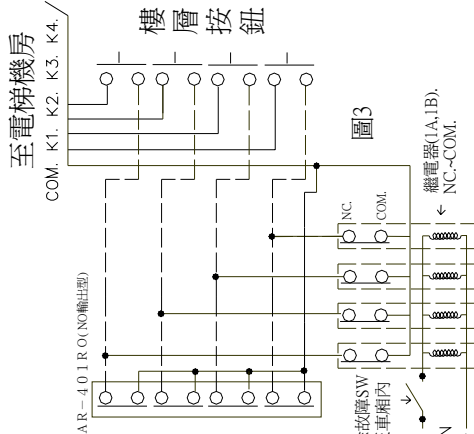 至電梯機房
COM. K1. K2. K3. K4.
樓層按鈕
圖3
AR-401RO(NO輸出型)
NC.
COM.
繼電器(1A,1B).
NC.~COM.
故障SW
車廂內
N